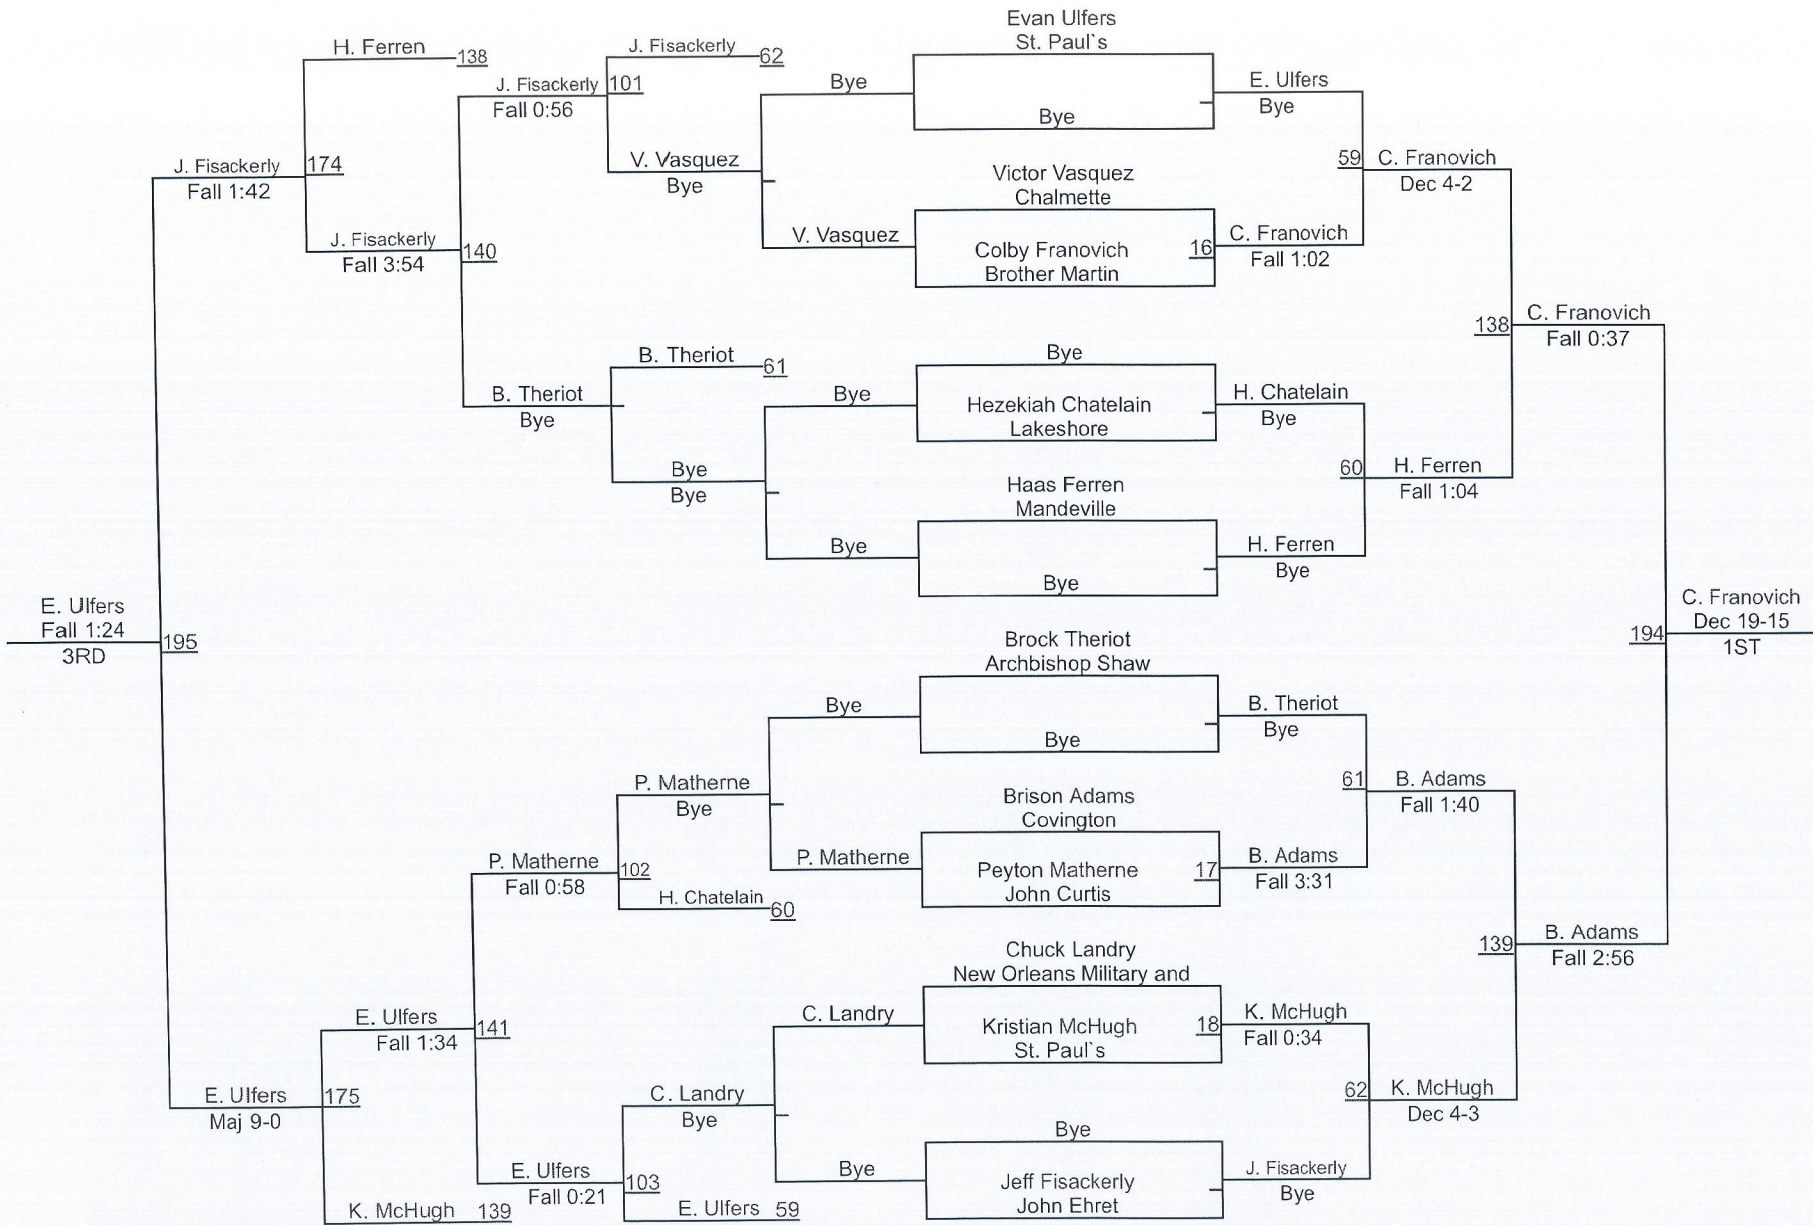 Evan Ulfers
St. Paul`s
H. Ferren
138
J. Fisackerly
62
J. Fisackerly
101
Fall 0:56
Bye
Bye
E. Ulfers
Bye
J. Fisackerly
174
Fall 1:42
V. Vasquez
Bye
Victor Vasquez
Chalmette
59
C. Franovich
Dec 4-2
J. Fisackerly
Fall 3:54
140
V. Vasquez
Colby Franovich
Brother Martin
16
C. Franovich
Fall 1:02
138
C. Franovich
Fall 0:37
B. Theriot
61
Bye
B. Theriot
Bye
Bye
Hezekiah Chatelain
Lakeshore
H. Chatelain
Bye
Bye
Bye
Haas Ferren
Mandeville
60
H. Ferren
Fall 1:04
Bye
Bye
H. Ferren
Bye
E. Ulfers
Fall 1:24
3RD
195
Brock Theriot
Archbishop Shaw
194
C. Franovich
Dec 19-15
1ST
Bye
Bye
B. Theriot
Bye
P. Matherne
Bye
Brison Adams
Covington
61
B. Adams
Fall 1:40
P. Matherne
Fall 0:58
102
P. Matherne
Peyton Matherne
John Curtis
17
B. Adams
Fall 3:31
H. Chatelain
60
Chuck Landry
New Orleans Military and
139
B. Adams
Fall 2:56
E. Ulfers
Fall 1:34
141
C. Landry
Kristian McHugh
St. Paul`s
18
K. McHugh
Fall 0:34
E. Ulfers
Maj 9-0
175
C. Landry
Bye
62
K. McHugh
Dec 4-3
Bye
E. Ulfers
Fall 0:21
103
Bye
Jeff Fisackerly
John Ehret
J. Fisackerly
Bye
K. McHugh
139
E. Ulfers
59